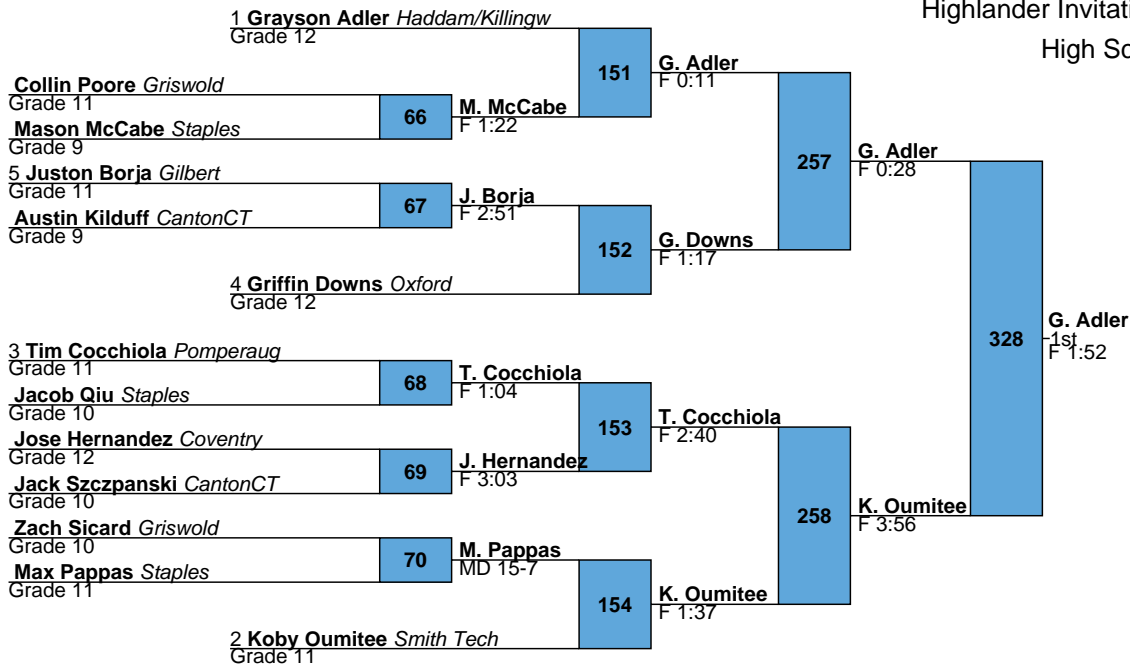 Highlander Invitati
High Sc
1 Grayson Adler Haddam/Killingw
Grade 12
151
G. Adler
F 0:11
Collin Poore Griswold
Grade 11
66
M. McCabe
F 1:22
Mason McCabe Staples
Grade 9
257
G. Adler
F 0:28
5 Juston Borja Gilbert
Grade 11
67
J. Borja
F 2:51
Austin Kilduff CantonCT
Grade 9
152
G. Downs
F 1:17
4 Griffin Downs Oxford
Grade 12
328
G. Adler
1st
F 1:52
3 Tim Cocchiola Pomperaug
Grade 11
68
T. Cocchiola
F 1:04
Jacob Qiu Staples
Grade 10
153
T. Cocchiola
F 2:40
Jose Hernandez Coventry
Grade 12
69
J. Hernandez
F 3:03
Jack Szczpanski CantonCT
Grade 10
258
K. Oumitee
F 3:56
Zach Sicard Griswold
Grade 10
70
M. Pappas
MD 15-7
Max Pappas Staples
Grade 11
154
K. Oumitee
F 1:37
2 Koby Oumitee Smith Tech
Grade 11